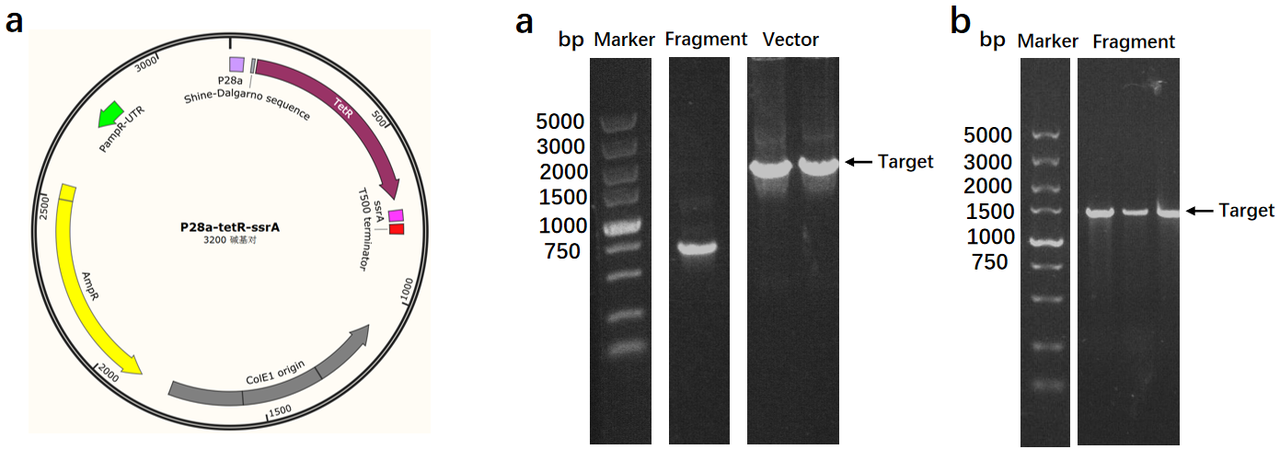 a
3000
P28a
Shine-Dalgarno sequence
TetR
500
PampR-UTR
ssrA
T500 terminator
2500
P28a-tetR-ssrA
3200 碱基对
AmpR
1000
ColE1 origin
2000
1500
a
bp Marker Fragment Vector
5000
3000
2000
1500
1000
750
Target
b
bp Marker Fragment
5000
3000
2000
1500
1000
750
Target